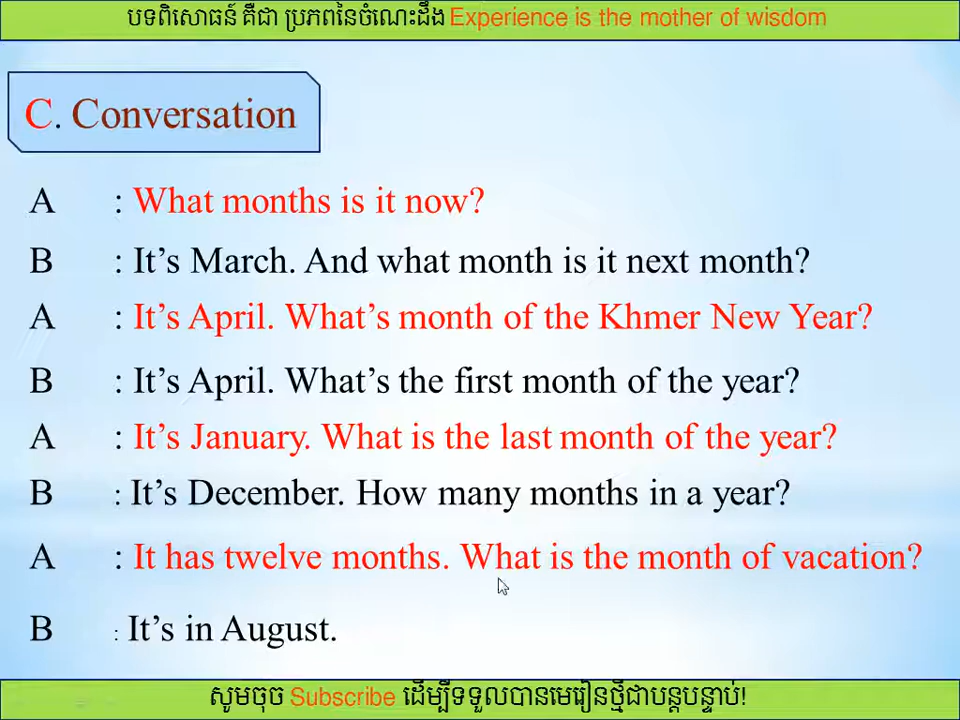 បទពិសោធន៍ គឺជា ប្រភពនៃចំណេះដឹង Experience is the mother of wisdom
C. Conversation
A : What months is it now?
B : It’s March. And what month is it next month?
A : It’s April. What’s month of the Khmer New Year?
B : It’s April. What’s the first month of the year?
A : It’s January. What is the last month of the year?
B : It’s December. How many months in a year?
A : It has twelve months. What is the month of vacation?
B : It’s in August.
សូមចុច Subscribe ដើម្បីទទួលបានមេរៀនថ្មីជាបន្តបន្ទាប់!